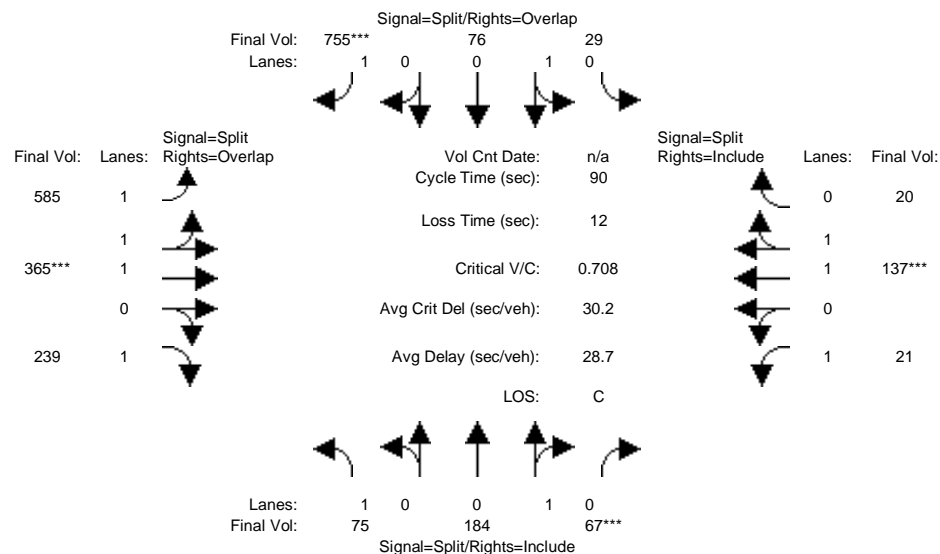 Signal=Split/Rights=Overlap
Final Vol: 755*** 76 29
Lanes: 1 0 0 1 0
Signal=Split Signal=Split
Final Vol: Lanes: Rights=Overlap Vol Cnt Date: n/a Rights=Include Lanes: Final Vol:
Cycle Time (sec): 90
585 1 0 20
Loss Time (sec): 12
1 1
365*** 1 Critical V/C: 0.708 1 137***
0 Avg Crit Del (sec/veh): 30.2 0
239 1 Avg Delay (sec/veh): 28.7 1 21
LOS: C
Lanes: 1 0 0 1 0
Final Vol: 75 184 67***
Signal=Split/Rights=Include